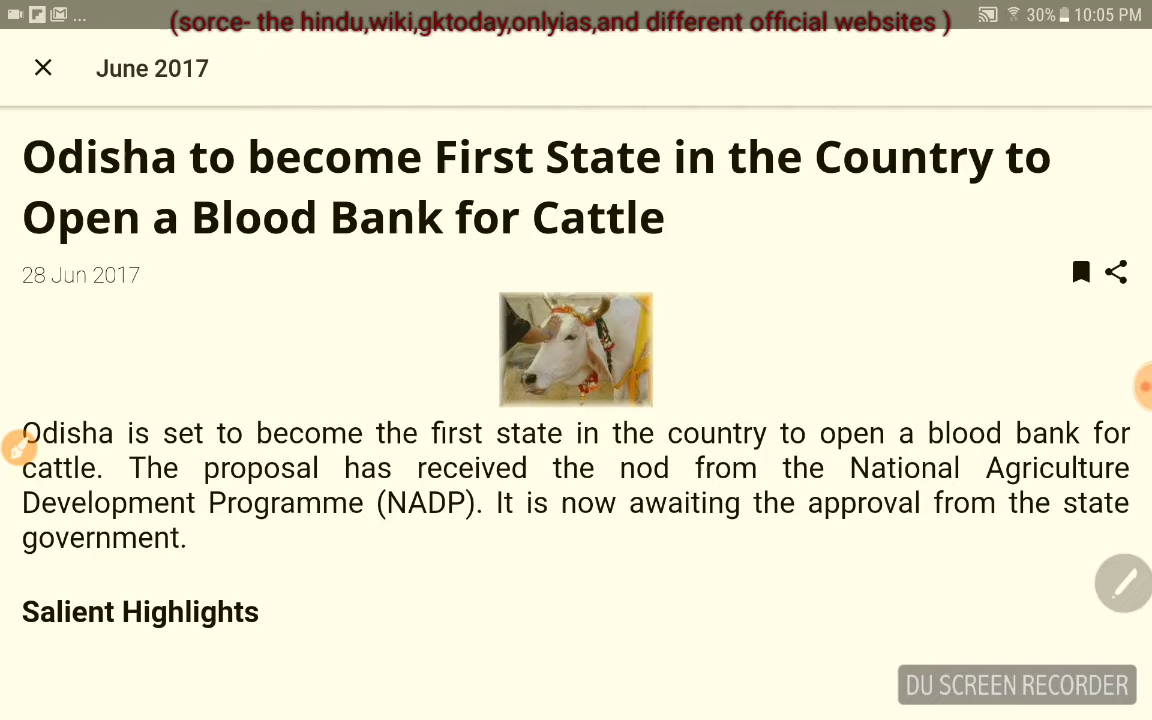 (sorce- the hindu,wiki,gktoday,onlyias,and different official websites )
... 30% 10:05 PM
June 2017
Odisha to become First State in the Country to
Open a Blood Bank for Cattle
28 Jun 2017
Odisha is set to become the first state in the country to open a blood bank for
cattle. The proposal has received the nod from the National Agriculture
Development Programme (NADP). It is now awaiting the approval from the state
government.
Salient Highlights
DU SCREEN RECORDER